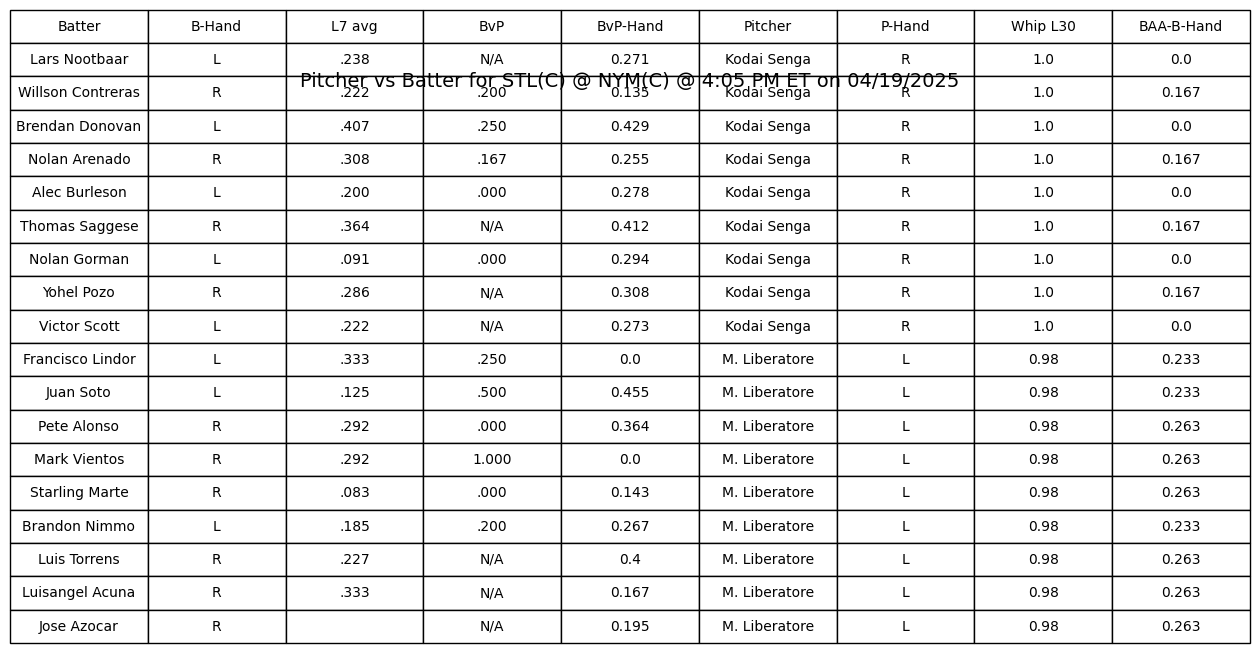 Batter B-Hand L7 avg BvP BvP-Hand Pitcher P-Hand Whip L30 BAA-B-Hand
Lars Nootbaar L .238 N/A 0.271 Kodai Senga R 1.0 0.0
Pitcher vs Batter for STL(C) @ NYM(C) @ 4:05 PM ET on 04/19/2025
Willson Contreras R .222 .200 0.135 Kodai Senga R 1.0 0.167
Brendan Donovan L .407 .250 0.429 Kodai Senga R 1.0 0.0
Nolan Arenado R .308 .167 0.255 Kodai Senga R 1.0 0.167
Alec Burleson L .200 .000 0.278 Kodai Senga R 1.0 0.0
Thomas Saggese R .364 N/A 0.412 Kodai Senga R 1.0 0.167
Nolan Gorman L .091 .000 0.294 Kodai Senga R 1.0 0.0
Yohel Pozo R .286 N/A 0.308 Kodai Senga R 1.0 0.167
Victor Scott L .222 N/A 0.273 Kodai Senga R 1.0 0.0
Francisco Lindor L .333 .250 0.0 M. Liberatore L 0.98 0.233
Juan Soto L .125 .500 0.455 M. Liberatore L 0.98 0.233
Pete Alonso R .292 .000 0.364 M. Liberatore L 0.98 0.263
Mark Vientos R .292 1.000 0.0 M. Liberatore L 0.98 0.263
Starling Marte R .083 .000 0.143 M. Liberatore L 0.98 0.263
Brandon Nimmo L .185 .200 0.267 M. Liberatore L 0.98 0.233
Luis Torrens R .227 N/A 0.4 M. Liberatore L 0.98 0.263
Luisangel Acuna R .333 N/A 0.167 M. Liberatore L 0.98 0.263
Jose Azocar R N/A 0.195 M. Liberatore L 0.98 0.263